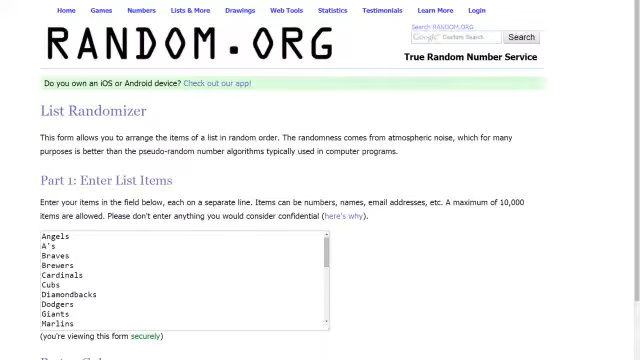 Home Games Numbers Lists & More Drawings Web Tools Statistics Testimonials Learn More Login
RANDOM.ORG
Search RANDOM.ORG
Google Custom Search Search
True Random Number Service
Do you own an iOS or Android device? Check out our app!
List Randomizer
This form allows you to arrange the items of a list in random order. The randomness comes from atmospheric noise, which for many
purposes is better than the pseudo-random number algorithms typically used in computer programs.
Part 1: Enter List Items
Enter your items in the field below, each on a separate line. Items can be numbers, names, email addresses, etc. A maximum of 10,000
items are allowed. Please don't enter anything you would consider confidential (here's why).
Angels
A's
Braves
Brewers
Cardinals
Cubs
Diamondbacks
Dodgers
Giants
Marlins
(you're viewing this form securely)